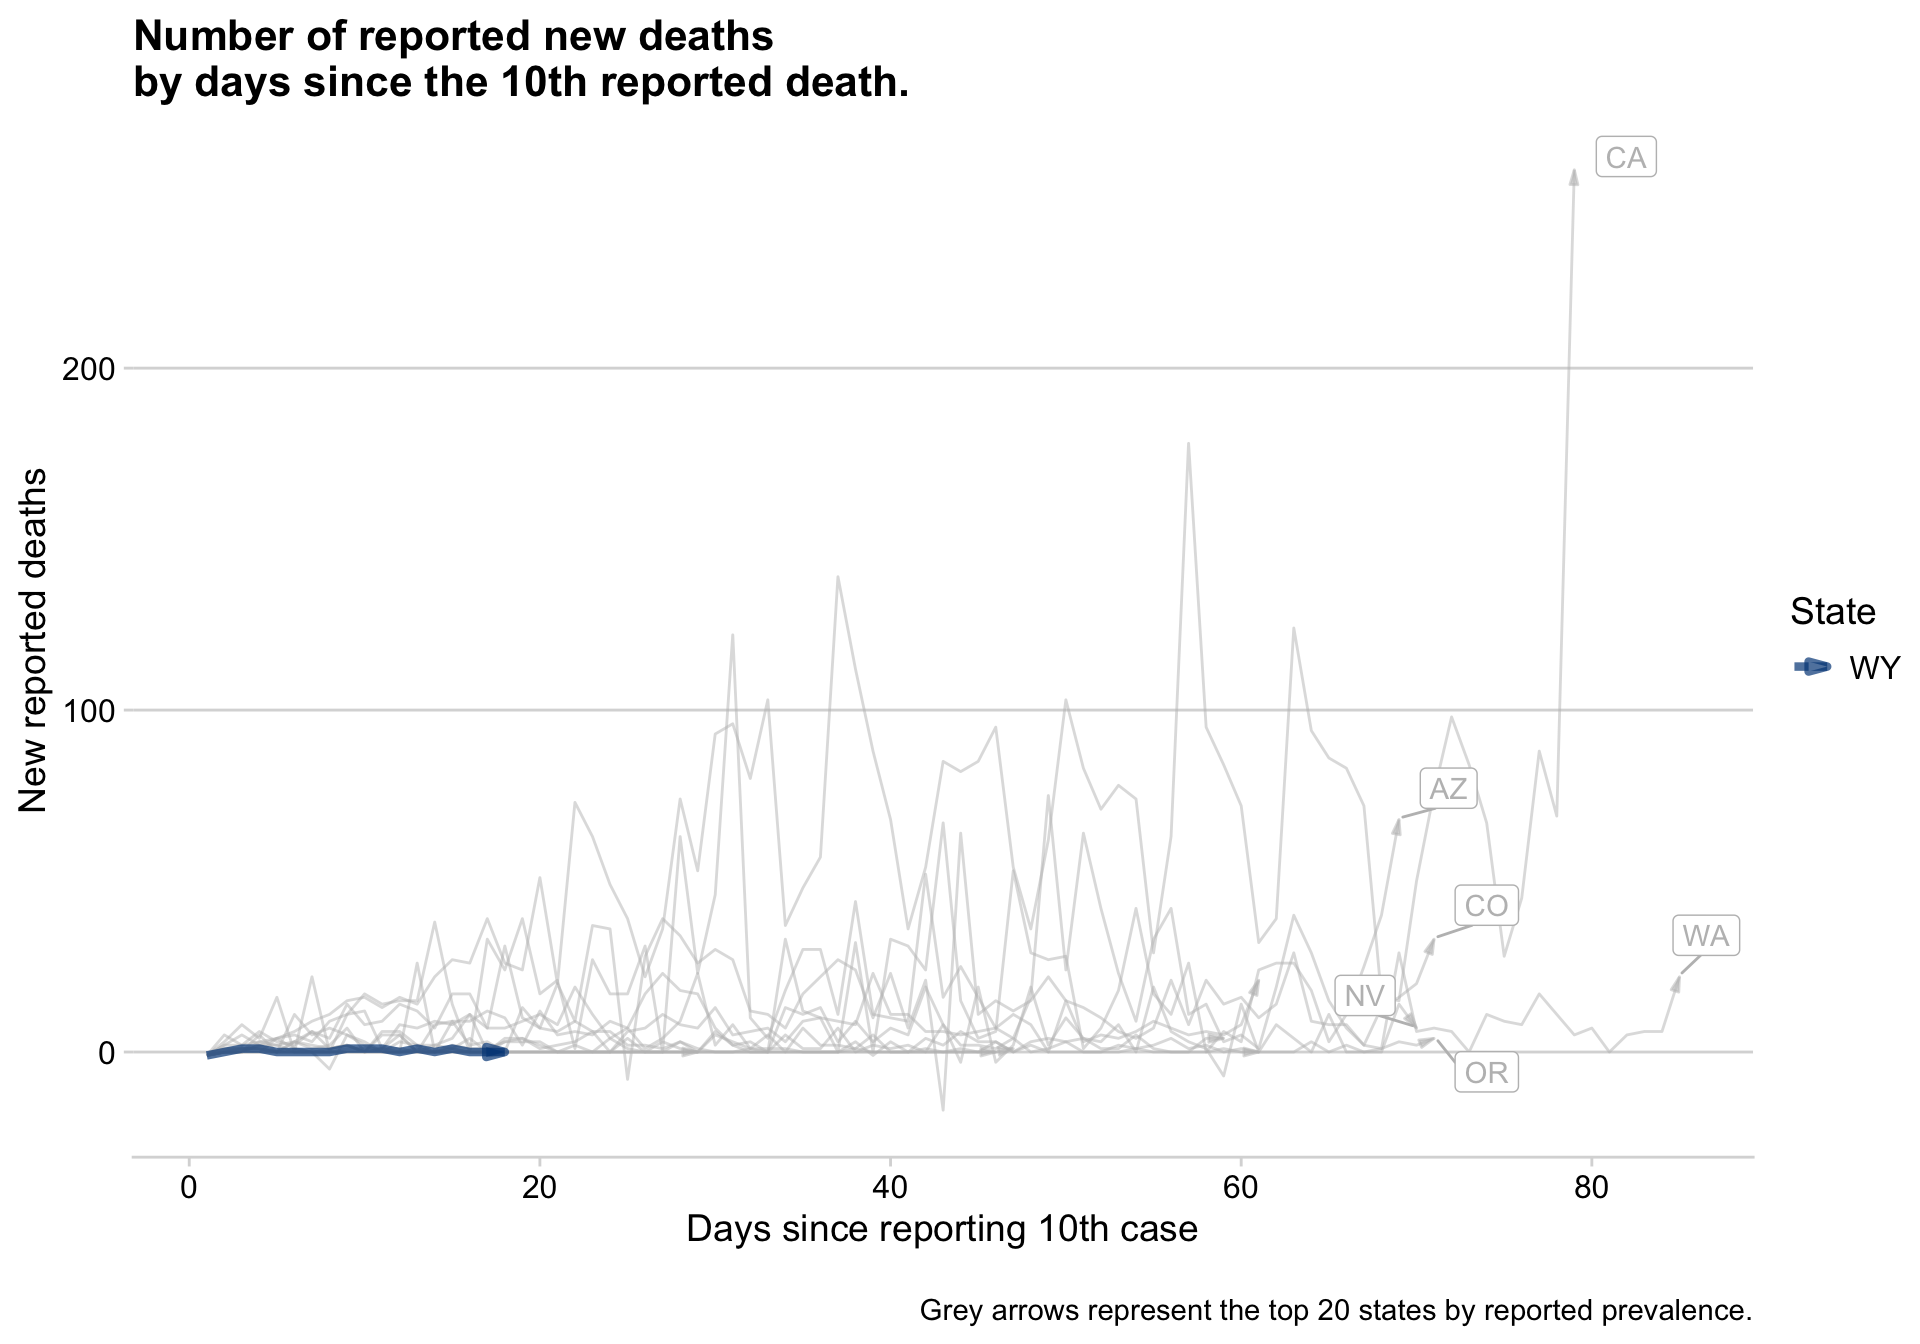 Number of reported new deaths
by days since the 10th reported death.
CA
200
New reported deaths
State
WY
100
AZ
CO
WA
NV
0
OR
0 20 40 60 80
Days since reporting 10th case
Grey arrows represent the top 20 states by reported prevalence.